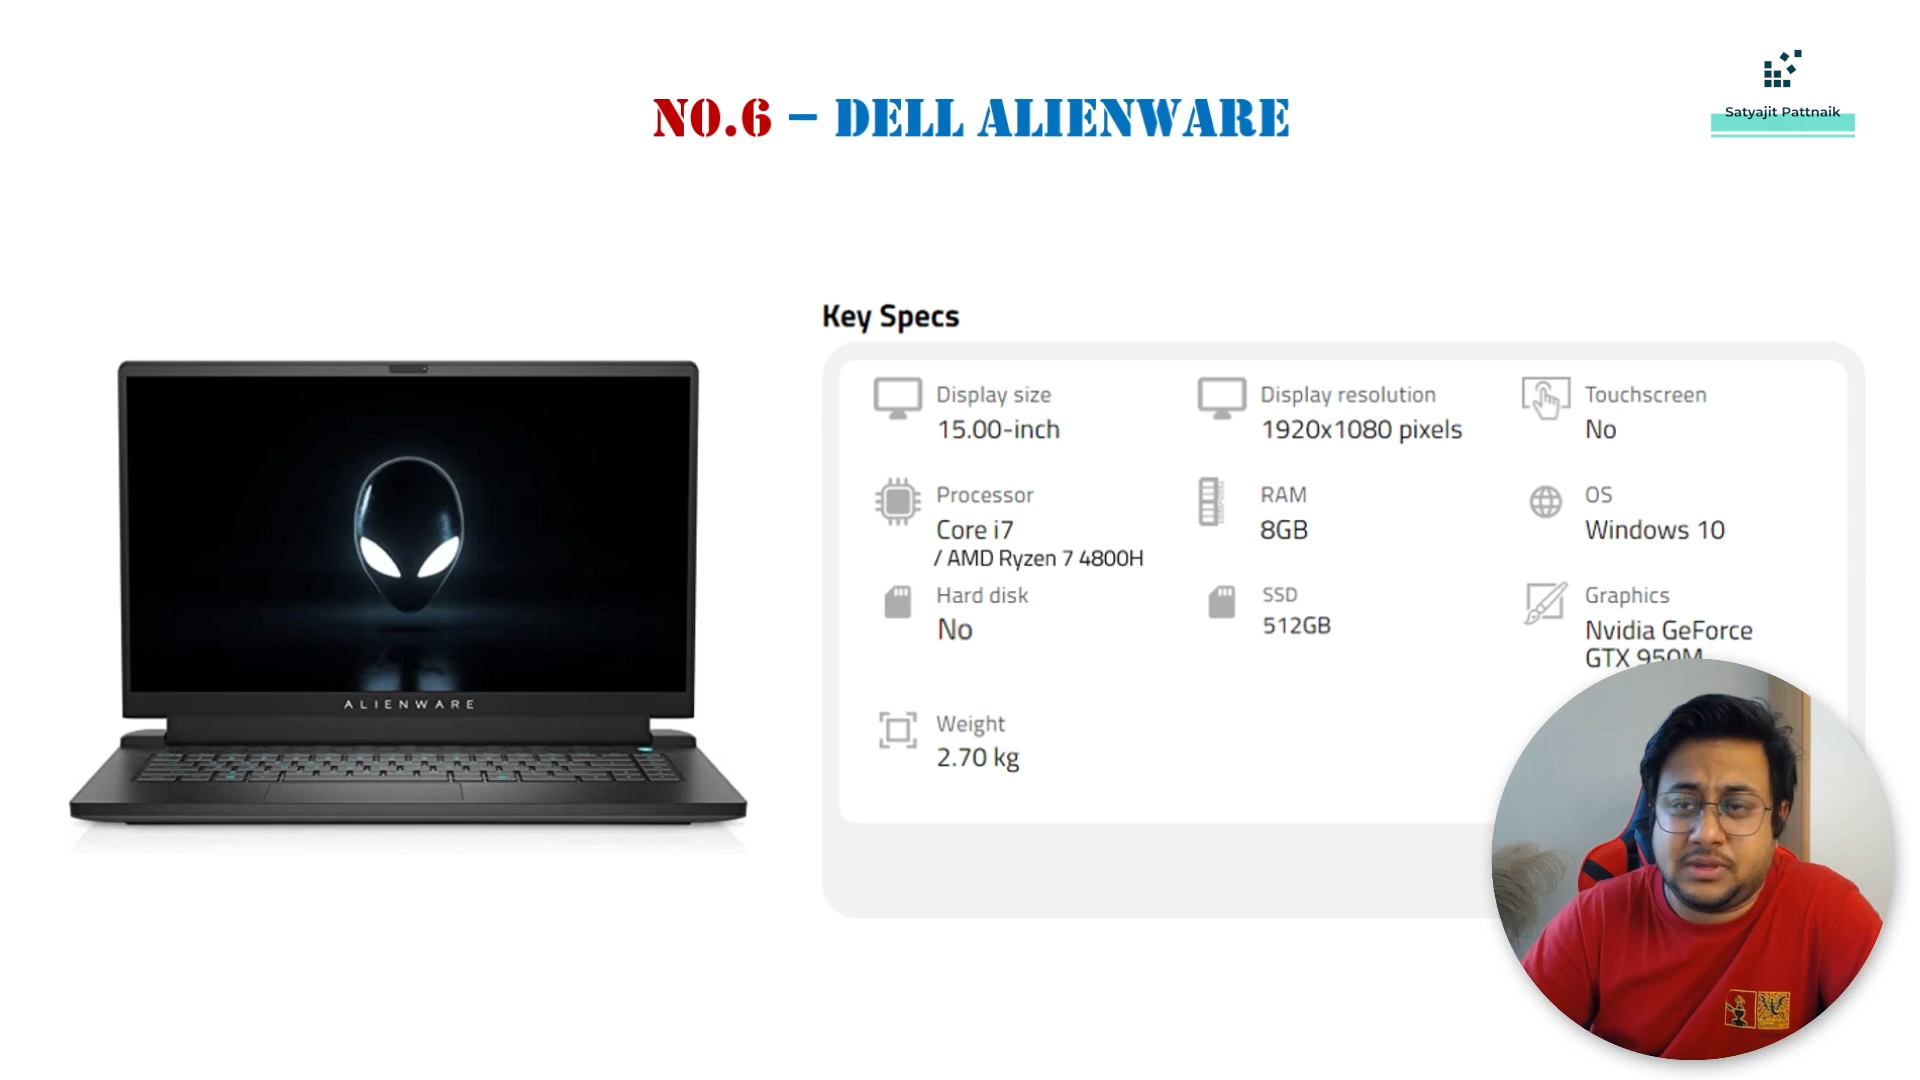 NO.6 – DELL ALIENWARE
Satyajit Pattnaik
Key Specs
Display size
15.00-inch
Display resolution
1920x1080 pixels
Touchscreen
No
Processor
Core i7
/ AMD Ryzen 7 4800H
RAM
8GB
OS
Windows 10
Hard disk
No
SSD
512GB
Graphics
Nvidia GeForce
GTX 950M
Weight
2.70 kg
ALIENWARE